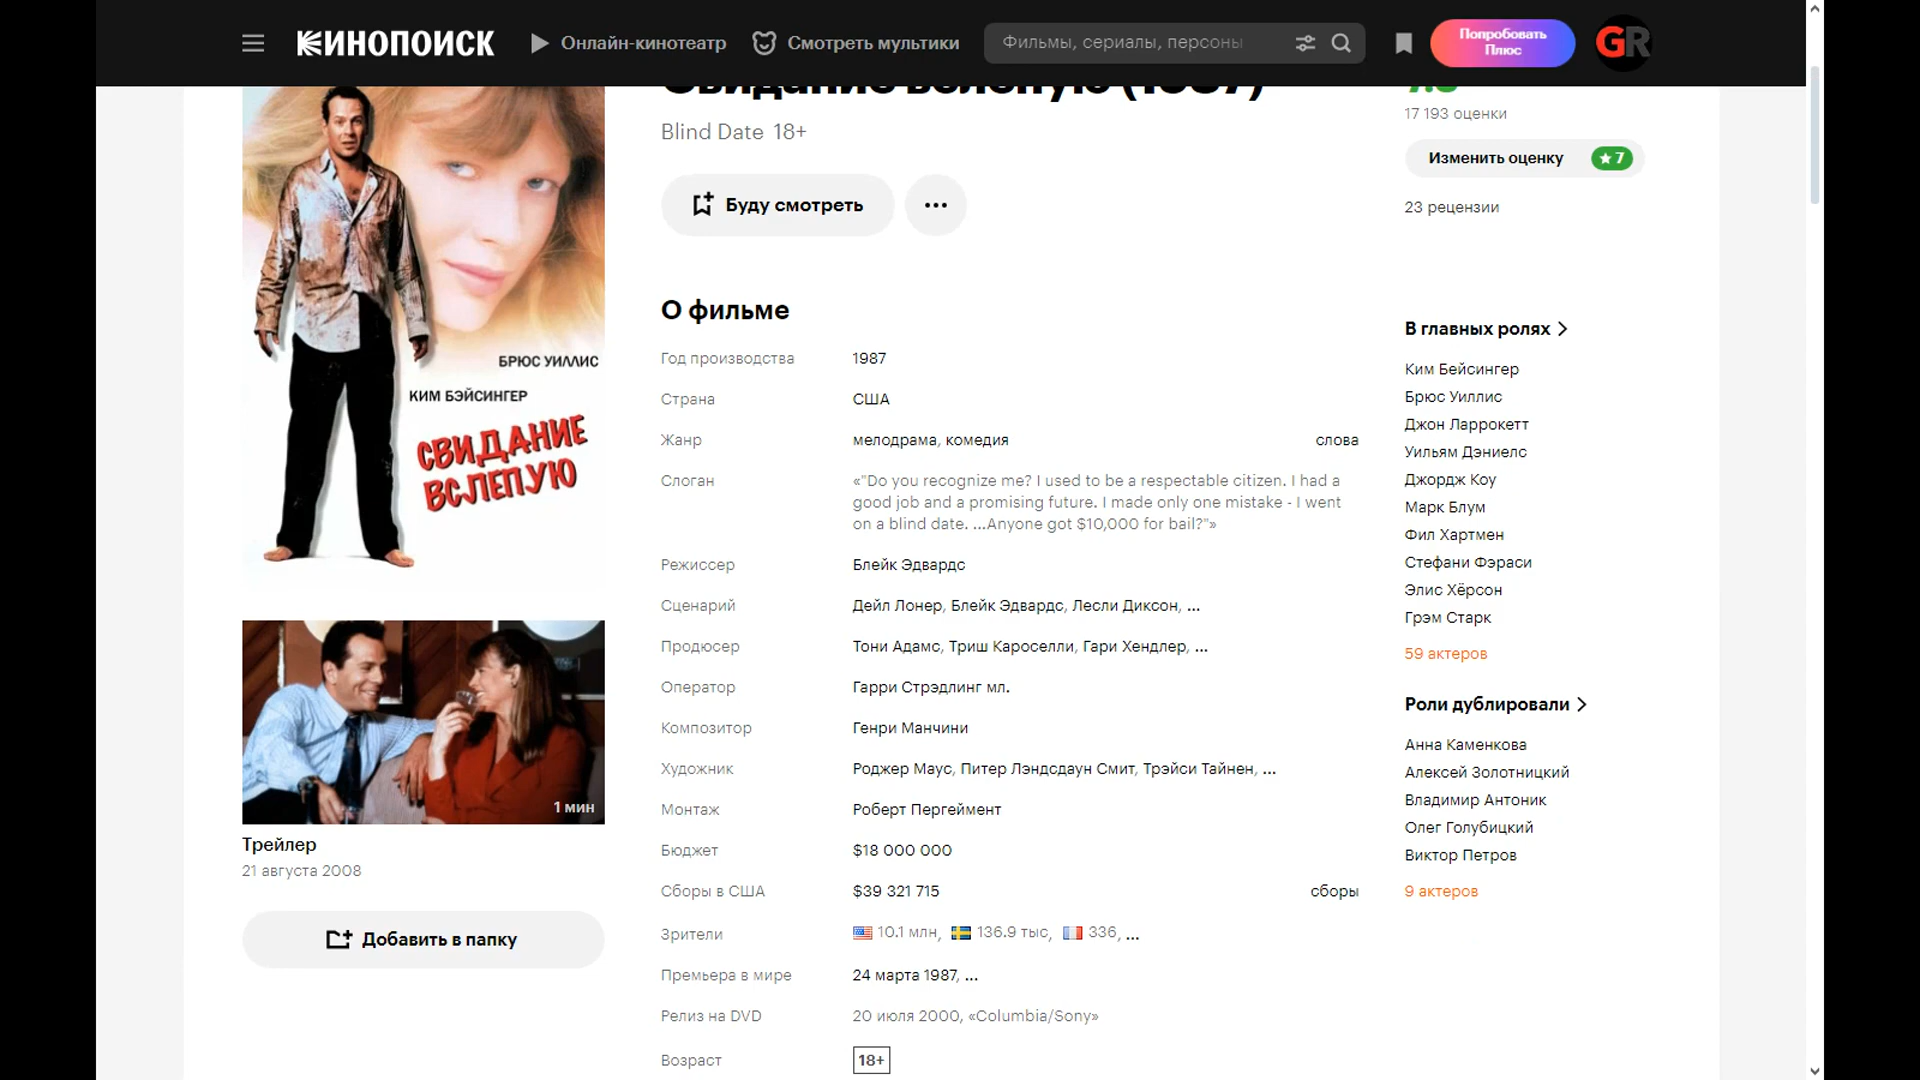 КИНОПОИСК
Онлайн-кинотеатр
Смотреть мультики
Фильмы, сериалы, персоны
Попробовать
Плюс
GR
Свидание вслепую (1987)
Blind Date 18+
Буду смотреть
17 193 оценки
Изменить оценку
7
23 рецензии
БРЮС УИЛЛИС
КИМ БЭЙСИНГЕР
СВИДАНИЕ
ВСЛЕПУЮ
1 мин
Трейлер
21 августа 2008
Добавить в папку
О фильме
Год производства 1987
Страна США
Жанр мелодрама, комедия слова
Слоган «"Do you recognize me? I used to be a respectable citizen. I had a
good job and a promising future. I made only one mistake - I went
on a blind date. ...Anyone got $10,000 for bail?"»
Режиссер Блейк Эдвардс
Сценарий Дейл Лонер, Блейк Эдвардс, Лесли Диксон, ...
Продюсер Тони Адамс, Триш Кароселли, Гари Хендлер, ...
Оператор Гарри Стрэдлинг мл.
Композитор Генри Манчини
Художник Роджер Маус, Питер Лэндсдаун Смит, Трэйси Тайнен, ...
Монтаж Роберт Пергеймент
Бюджет $18 000 000
Сборы в США $39 321 715 сборы
Зрители 10.1 млн, 136.9 тыс, 336, ...
Премьера в мире 24 марта 1987, ...
Релиз на DVD 20 июля 2000, «Columbia/Sony»
Возраст 18+
В главных ролях
Ким Бейсингер
Брюс Уиллис
Джон Ларрокетт
Уильям Дэниелс
Джордж Коу
Марк Блум
Фил Хартмен
Стефани Фэраси
Элис Хёрсон
Грэм Старк
59 актеров
Роли дублировали
Анна Каменкова
Алексей Золотницкий
Владимир Антоник
Олег Голубицкий
Виктор Петров
9 актеров